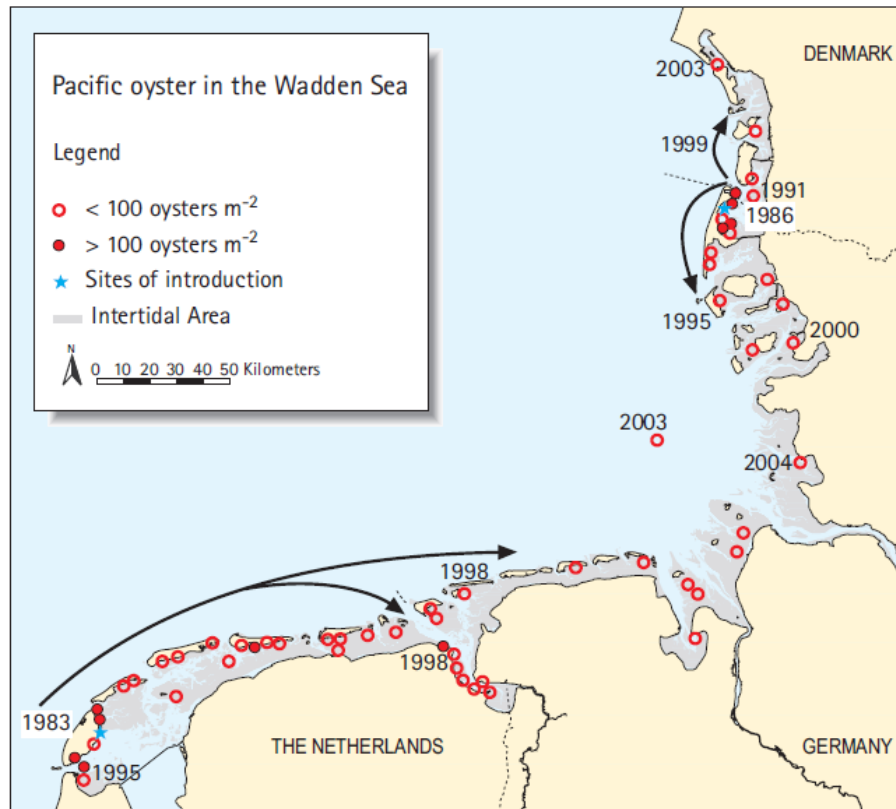 Pacific oyster in the Wadden Sea
Legend
< 100 oysters m-2
> 100 oysters m-2
Sites of introduction
Intertidal Area
N
0 10 20 30 40 50 Kilometers
DENMARK
2003
1999
1991
1986
1995
2000
2003
2004
1998
1998
1983
1995
THE NETHERLANDS
GERMANY